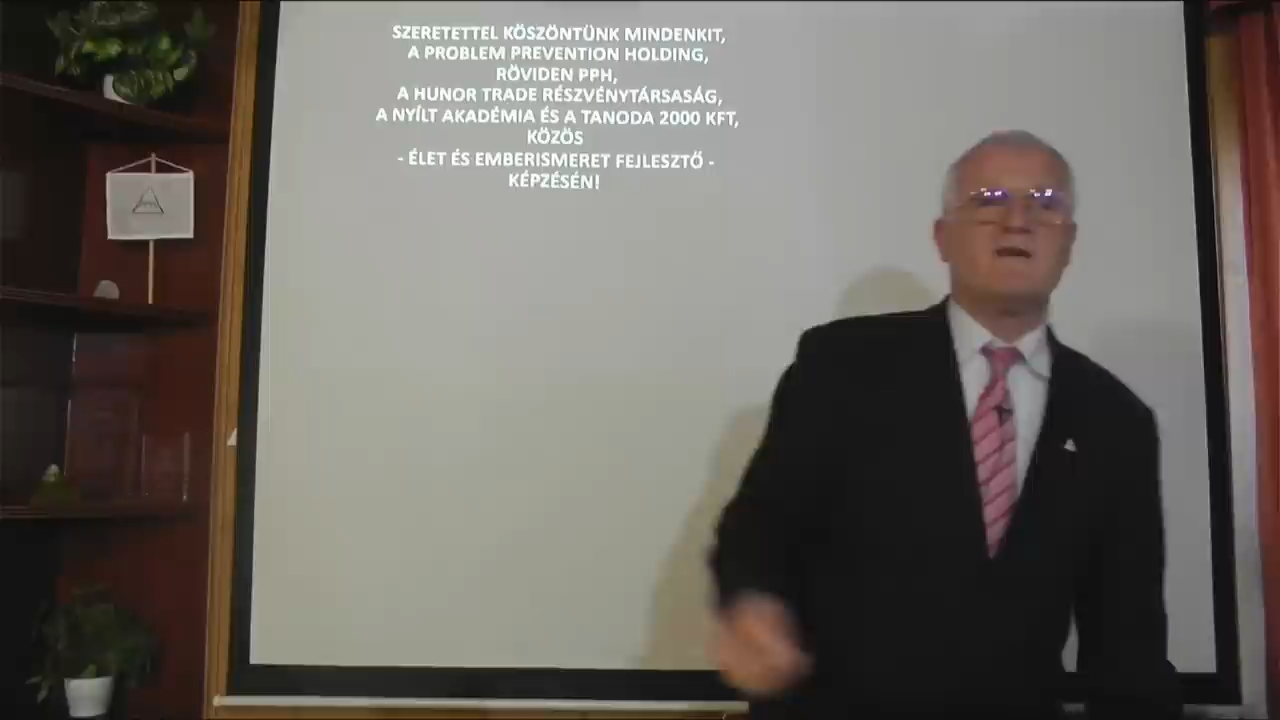 SZERETETTEL KÖSZÖNTÜNK MINDENKIT,
A PROBLEM PREVENTION HOLDING,
RÖVIDEN PPH,
A HUNOR TRADE RÉSZVÉNYTÁRSASÁG,
A NYÍLT AKADÉMIA ÉS A TANODA 2000 KFT,
KÖZÖS
- ÉLET ÉS EMBERISMERET FEJLESZTŐ -
KÉPZÉSÉN!